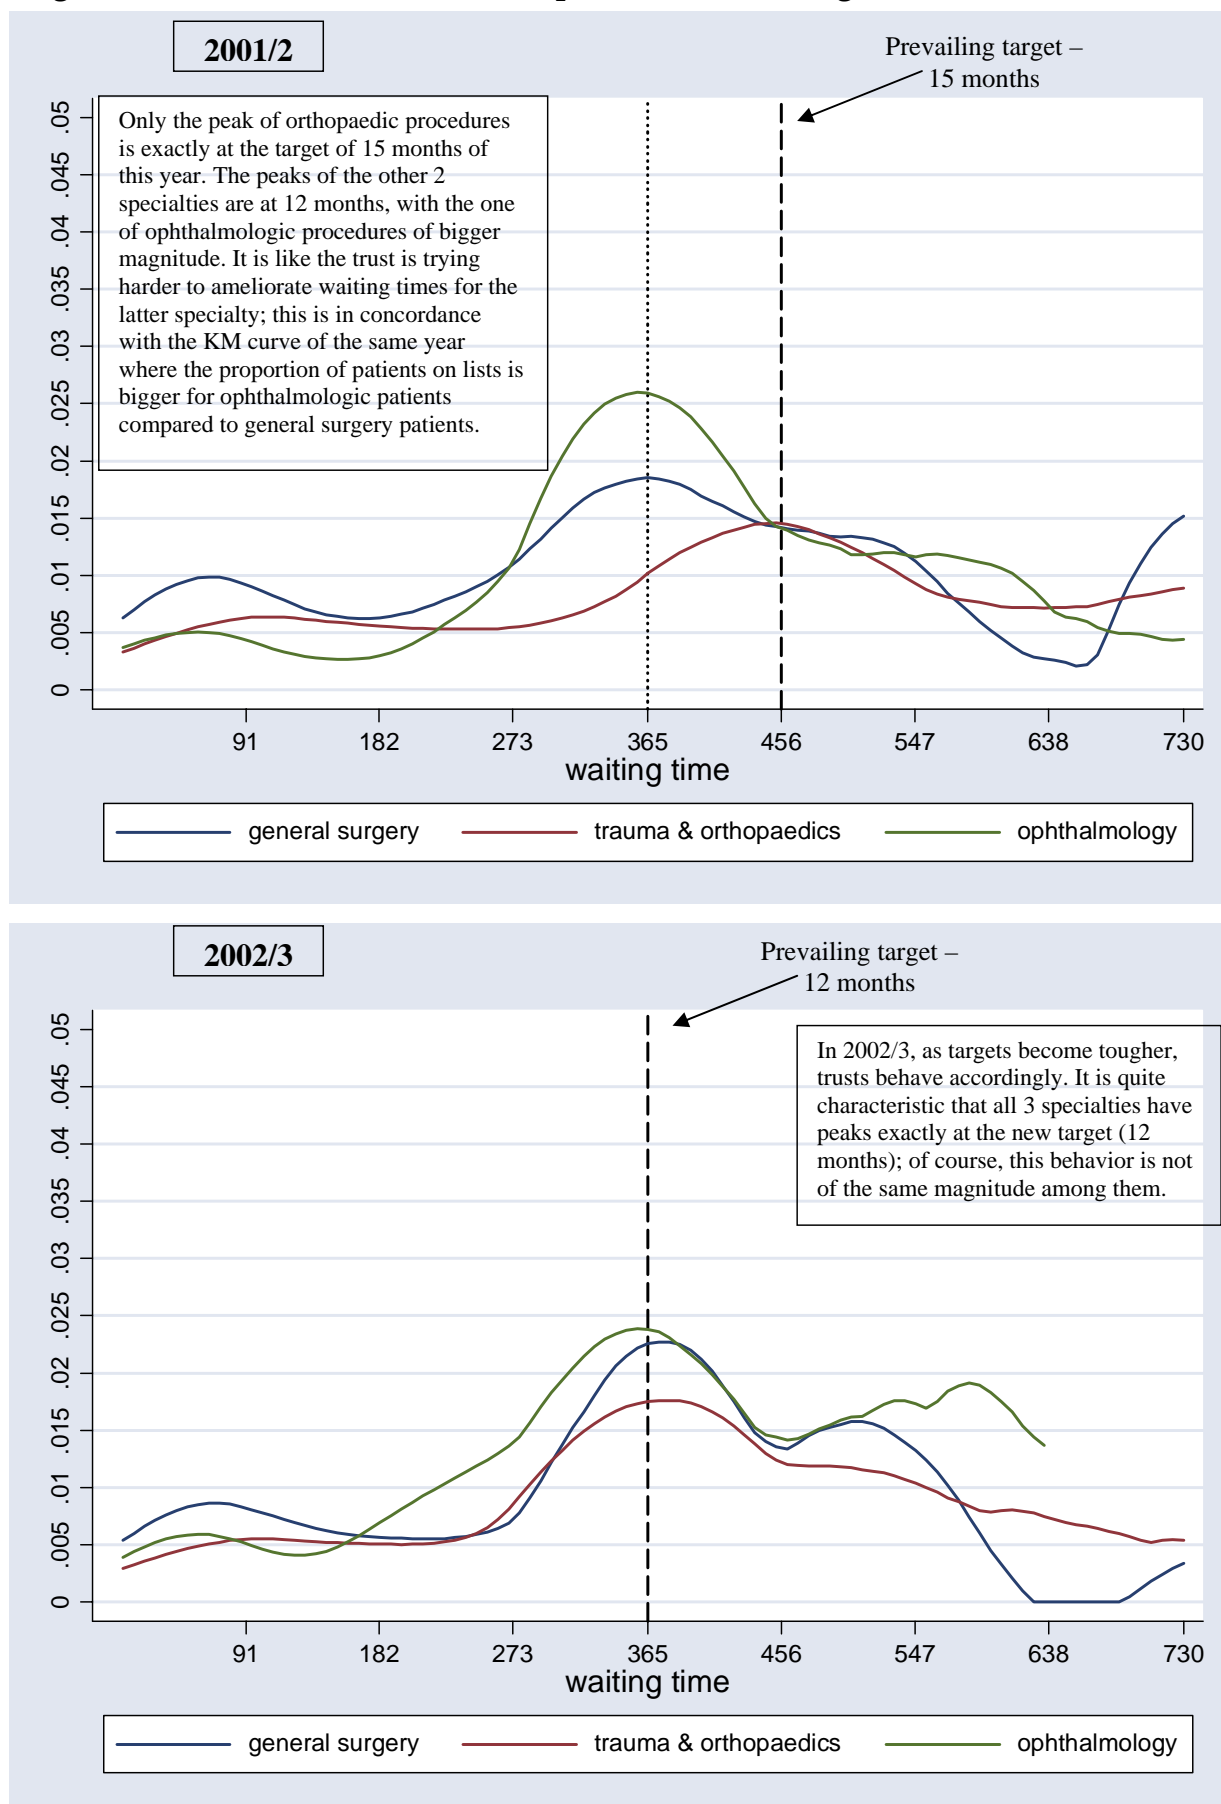 2001/2
Prevailing target –
15 months
Only the peak of orthopaedic procedures
is exactly at the target of 15 months of
this year. The peaks of the other 2
specialties are at 12 months, with the one
of ophthalmologic procedures of bigger
magnitude. It is like the trust is trying
harder to ameliorate waiting times for the
latter specialty; this is in concordance
with the KM curve of the same year
where the proportion of patients on lists is
bigger for ophthalmologic patients
compared to general surgery patients.
.05
.045
.04
.035
.03
.025
.02
.015
.01
.005
0
91 182 273 365 456 547 638 730
waiting time
general surgery trauma & orthopaedics ophthalmology
2002/3
Prevailing target –
12 months
In 2002/3, as targets become tougher,
trusts behave accordingly. It is quite
characteristic that all 3 specialties have
peaks exactly at the new target (12
months); of course, this behavior is not
of the same magnitude among them.
.05
.045
.04
.035
.03
.025
.02
.015
.01
.005
0
91 182 273 365 456 547 638 730
waiting time
general surgery trauma & orthopaedics ophthalmology